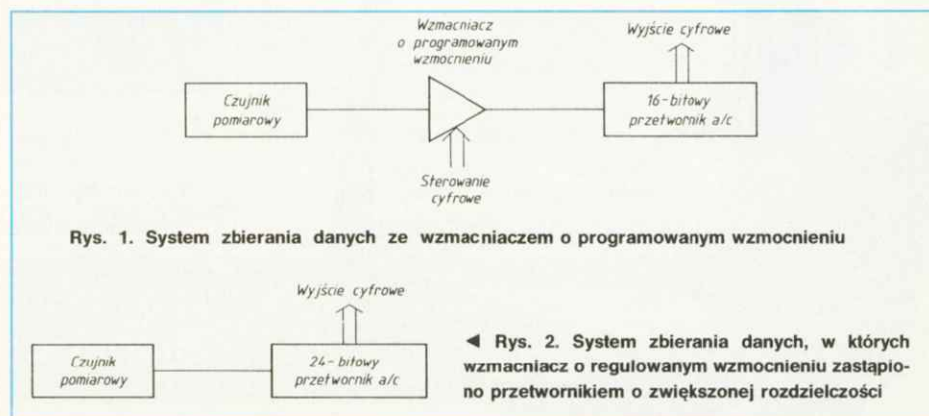 Wzmacniacz
o programowanym
wzmocnieniu
Wyjście cyfrowe
Czujnik
pomiarowy
16-bitowy
przetwornik a/c
Sterowanie
cyfrowe
Rys. 1. System zbierania danych ze wzmacniaczem o programowanym wzmocnieniu
Wyjście cyfrowe
Czujnik
pomiarowy
24-bitowy
przetwornik a/c
◄ Rys. 2. System zbierania danych, w których
wzmacniacz o regulowanym wzmocnieniu zastąpio-
no przetwornikiem o zwiększonej rozdzielczości